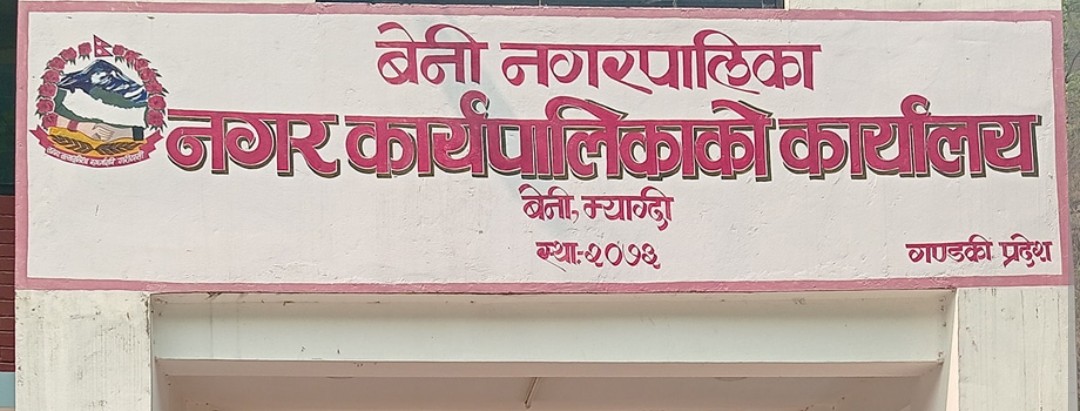 बेनी नगरपालिका
नगर कार्यपालिकाको कार्यालय
बेनी, म्याग्दी
स्था:-२०७३
गण्डकी प्रदेश